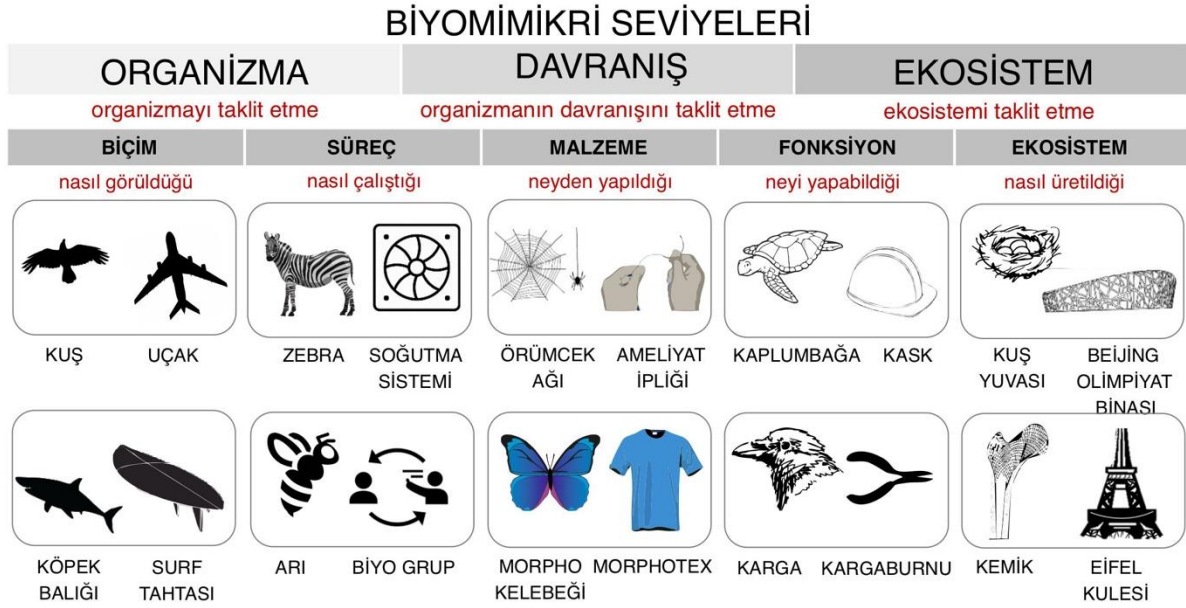 BİYOMİMİKRİ SEVİYELERİ
ORGANİZMA
DAVRANIŞ
EKOSİSTEM
organizmayı taklit etme
organizmanın davranışını taklit etme
ekosistemi taklit etme
BİÇİM
SÜREÇ
MALZEME
FONKSİYON
EKOSİSTEM
nasıl görüldüğü
nasıl çalıştığı
neyden yapıldığı
neyi yapabildiği
nasıl üretildiği
KUŞ
UÇAK
ZEBRA
SOĞUTMA
SİSTEMİ
ÖRÜMCEK
AĞI
AMELİYAT
İPLİĞİ
KAPLUMBAĞA
KASK
KUŞ
YUVASI
BEİJİNG
OLİMPİYAT
BİNASI
KÖPEK
BALIĞI
SURF
TAHTASI
ARI
BİYO GRUP
MORPHO
KELEBEĞİ
MORPHOTEX
KARGA
KARGABURNU
KEMİK
EİFEL
KULESİ